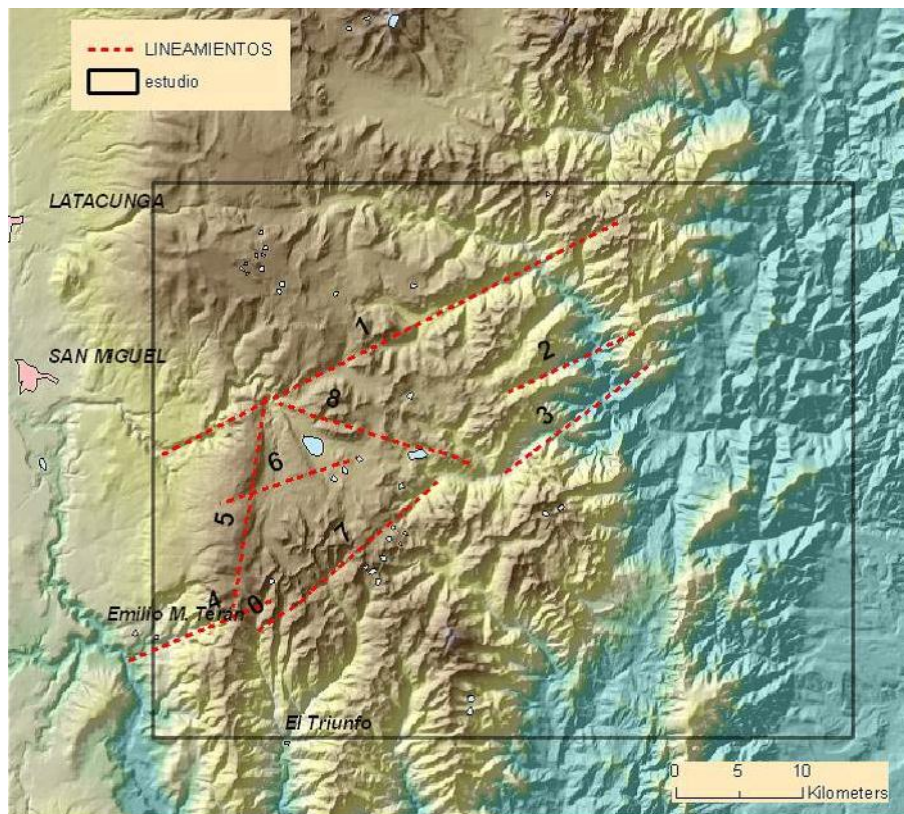 LINEAMIENTOS
estudio
LATACUNGA
1
2
SAN MIGUEL
8
3
6
5
7
4
0
Emilio M. Terán
El Triunfo
0 5 10
Kilometers